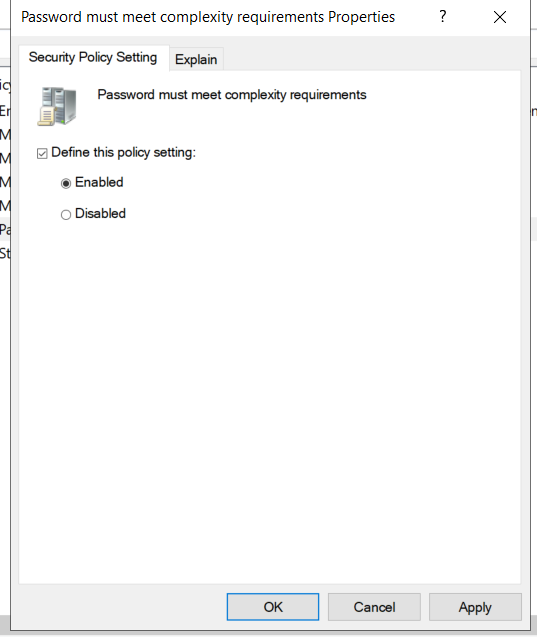 Password must meet complexity requirements Properties
?
Security Policy Setting
Explain
Password must meet complexity requirements
Define this policy setting:
Enabled
Disabled
OK
Cancel
Apply